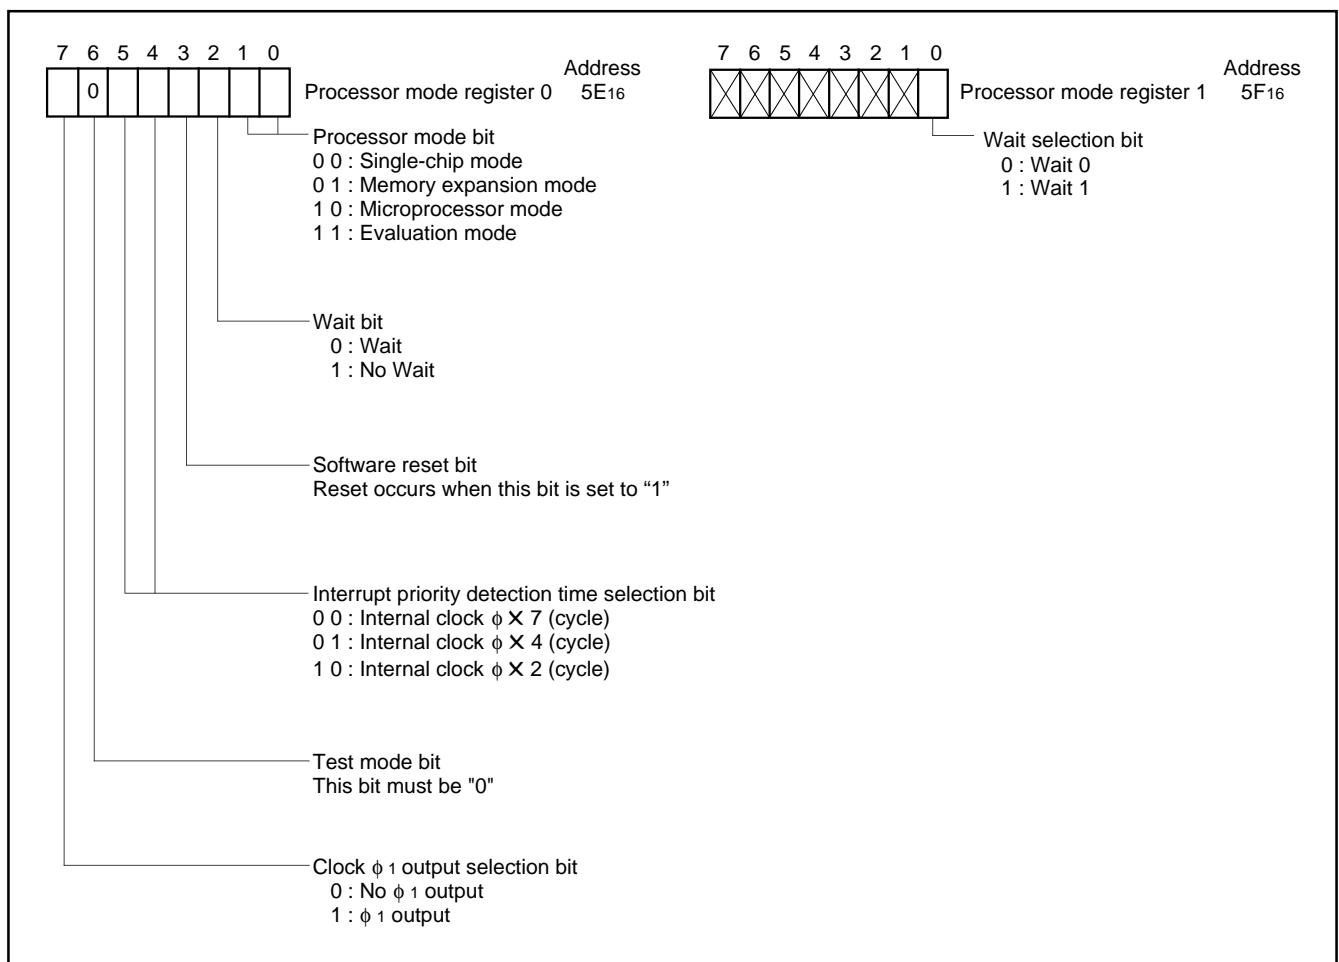 7 6 5 4 3 2 1 0
0
Processor mode register 0
Address
5E16
Processor mode bit
0 0 : Single-chip mode
0 1 : Memory expansion mode
1 0 : Microprocessor mode
1 1 : Evaluation mode
Wait bit
0 : Wait
1 : No Wait
Software reset bit
Reset occurs when this bit is set to “1”
Interrupt priority detection time selection bit
0 0 : Internal clock ϕ ✕ 7 (cycle)
0 1 : Internal clock ϕ ✕ 4 (cycle)
1 0 : Internal clock ϕ ✕ 2 (cycle)
Test mode bit
This bit must be "0"
Clock ϕ 1 output selection bit
0 : No ϕ 1 output
1 : ϕ 1 output
7 6 5 4 3 2 1 0
Processor mode register 1
Address
5F16
Wait selection bit
0 : Wait 0
1 : Wait 1